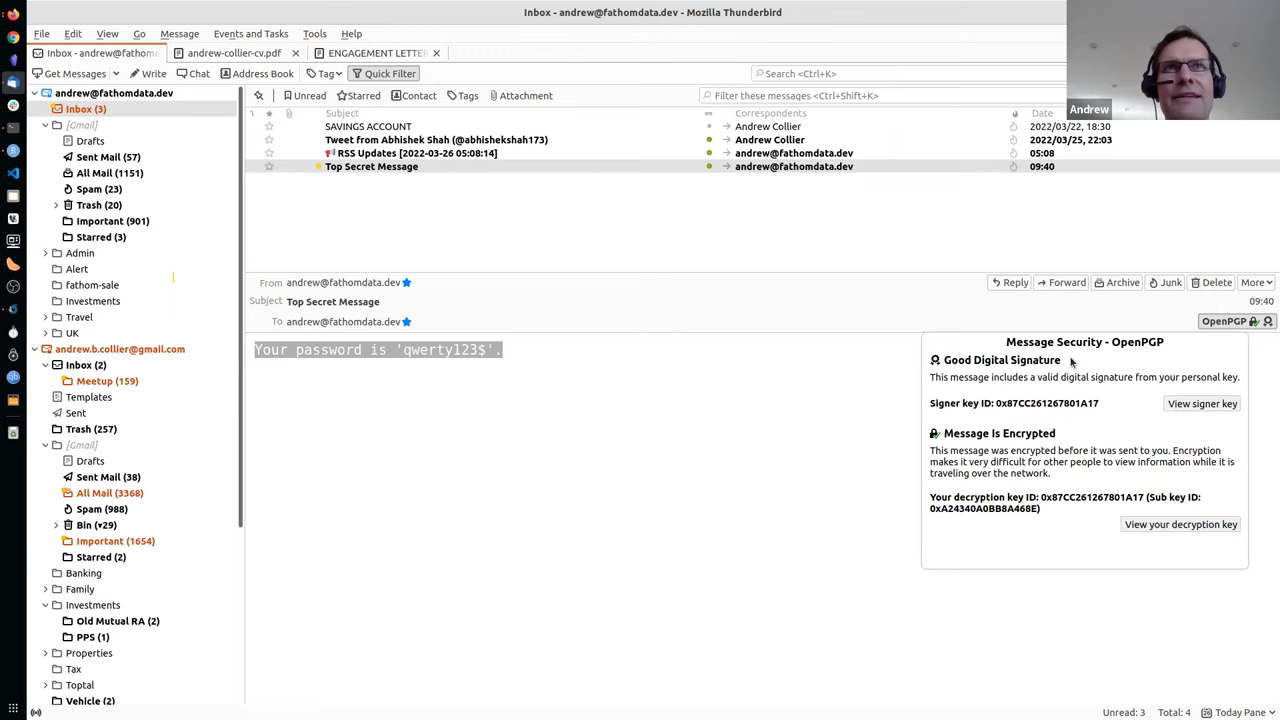 Inbox - andrew@fathomdata.dev - Mozilla Thunderbird
File Edit View Go Message Events and Tasks Tools Help
Inbox - andrew@fathomd andrew-collier-cv.pdf ENGAGEMENT LETTER
Get Messages Write Chat Address Book Tag Quick Filter Search <Ctrl+K>
andrew@fathomdata.dev
Inbox (3)
[Gmail]
Drafts
Sent Mail (57)
All Mail (1151)
Spam (23)
Trash (20)
Important (901)
Starred (3)
Admin
Alert
fathom-sale
Investments
Travel
UK
andrew.b.collier@gmail.com
Inbox (2)
Meetup (159)
Templates
Sent
Trash (257)
[Gmail]
Drafts
Sent Mail (38)
All Mail (3368)
Spam (988)
Bin (▾29)
Important (1654)
Starred (2)
Banking
Family
Investments
Old Mutual RA (2)
PPS (1)
Properties
Tax
Toptal
Vehicle (2)
Unread Starred Contact Tags Attachment Filter these messages <Ctrl+Shift+K>
Subject Correspondents Date
SAVINGS ACCOUNT Andrew Collier 2022/03/22, 18:30
Tweet from Abhishek Shah (@abhishekshah173) Andrew Collier 2022/03/25, 22:03
RSS Updates [2022-03-26 05:08:14] andrew@fathomdata.dev 05:08
Top Secret Message andrew@fathomdata.dev 09:40
From andrew@fathomdata.dev Reply Forward Archive Junk Delete More
Subject Top Secret Message 09:40
To andrew@fathomdata.dev OpenPGP
Your password is 'qwerty123$'.
Message Security - OpenPGP
Good Digital Signature
This message includes a valid digital signature from your personal key.
Signer key ID: 0x87CC261267801A17 View signer key
Message Is Encrypted
This message was encrypted before it was sent to you. Encryption
makes it very difficult for other people to view information while it is
traveling over the network.
Your decryption key ID: 0x87CC261267801A17 (Sub key ID:
0xA24340A0BB8A468E)
View your decryption key
Andrew
Unread: 3 Total: 4 Today Pane